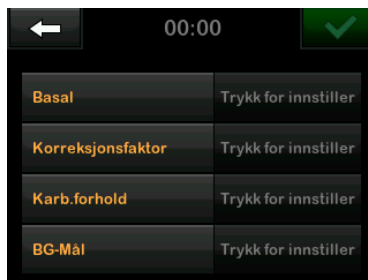 00:00
Basal Trykk for innstiller
Korreksjonsfaktor Trykk for innstiller
Karb.forhold Trykk for innstiller
BG-Mål Trykk for innstiller